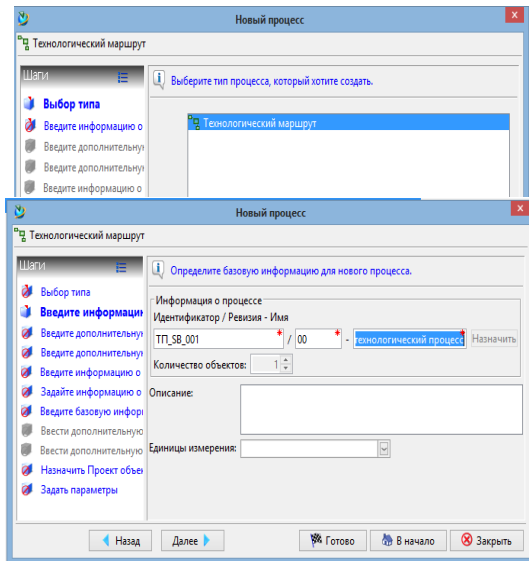 Новый процесс
Технологический маршрут
Шаги
Выберите тип процесса, который хотите создать.
Выбор типа
Введите информацию о
Введите дополнительну
Введите дополнительну
Введите информацию о
Технологический маршрут
Новый процесс
Технологический маршрут
Шаги
Определите базовую информацию для нового процесса.
Выбор типа
Введите информаци
Введите дополнительну
Введите дополнительну
Введите информацию о
Задайте информацию о
Введите базовую инфор
Ввести дополнительную
Ввести дополнительную
Назначить Проект объе
Задать параметры
Информация о процессе
Идентификатор / Ревизия - Имя
ТП_SB_001 * / 00 * - технологический процесс * Назначить
Количество объектов: 1
Описание:
Единицы измерения:
Назад Далее Готово В начало Закрыть